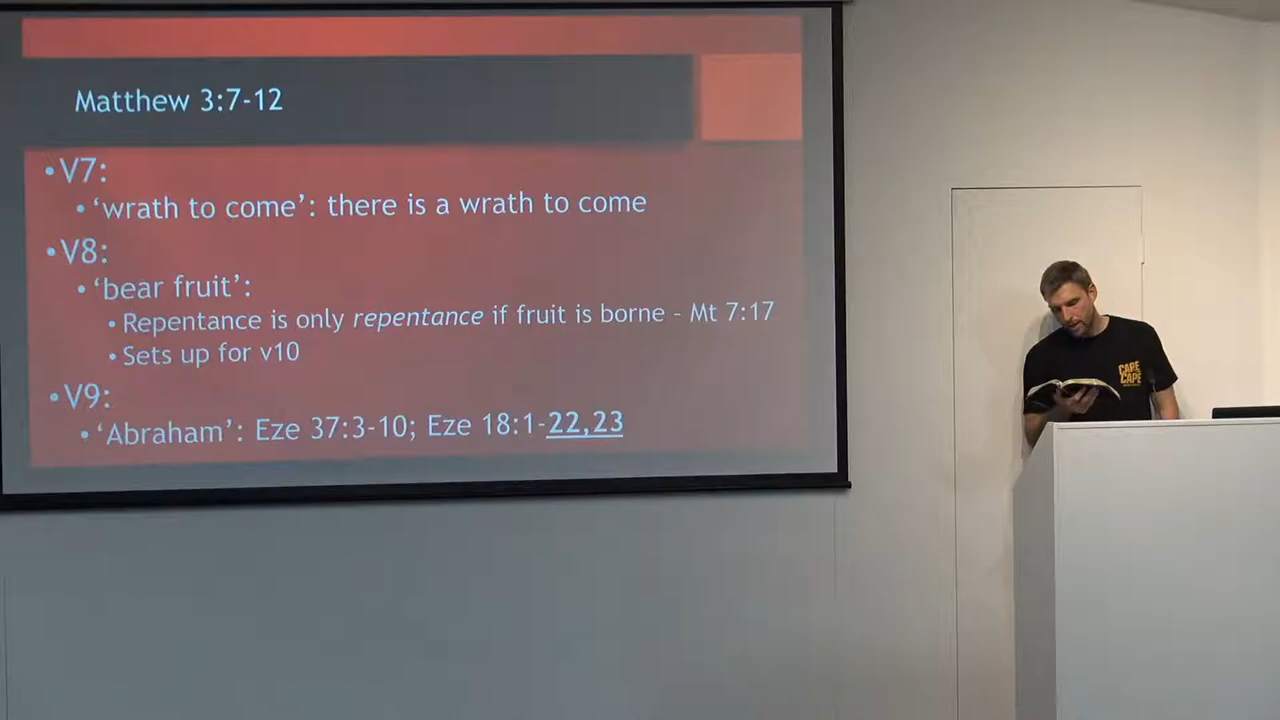 Matthew 3:7-12
•V7:
•‘wrath to come’: there is a wrath to come
•V8:
•‘bear fruit’:
•Repentance is only repentance if fruit is borne - Mt 7:17
•Sets up for v10
•V9:
•‘Abraham’: Eze 37:3-10; Eze 18:1-22,23
CAPE
CAPE